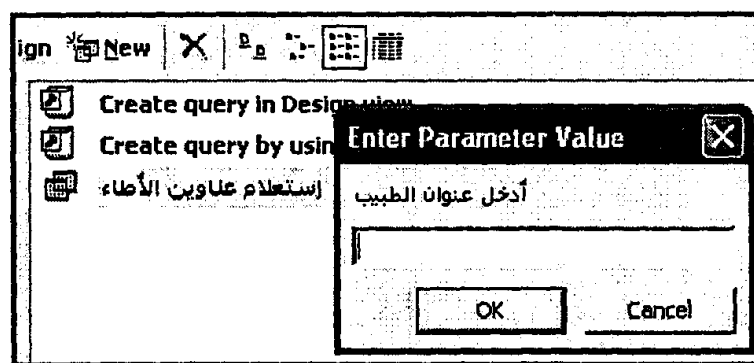 ign New
Create query in Design view
Create query by usin
إستعلام عناوين الأطاء
Enter Parameter Value
أدخل عنوان الطبيب
OK Cancel